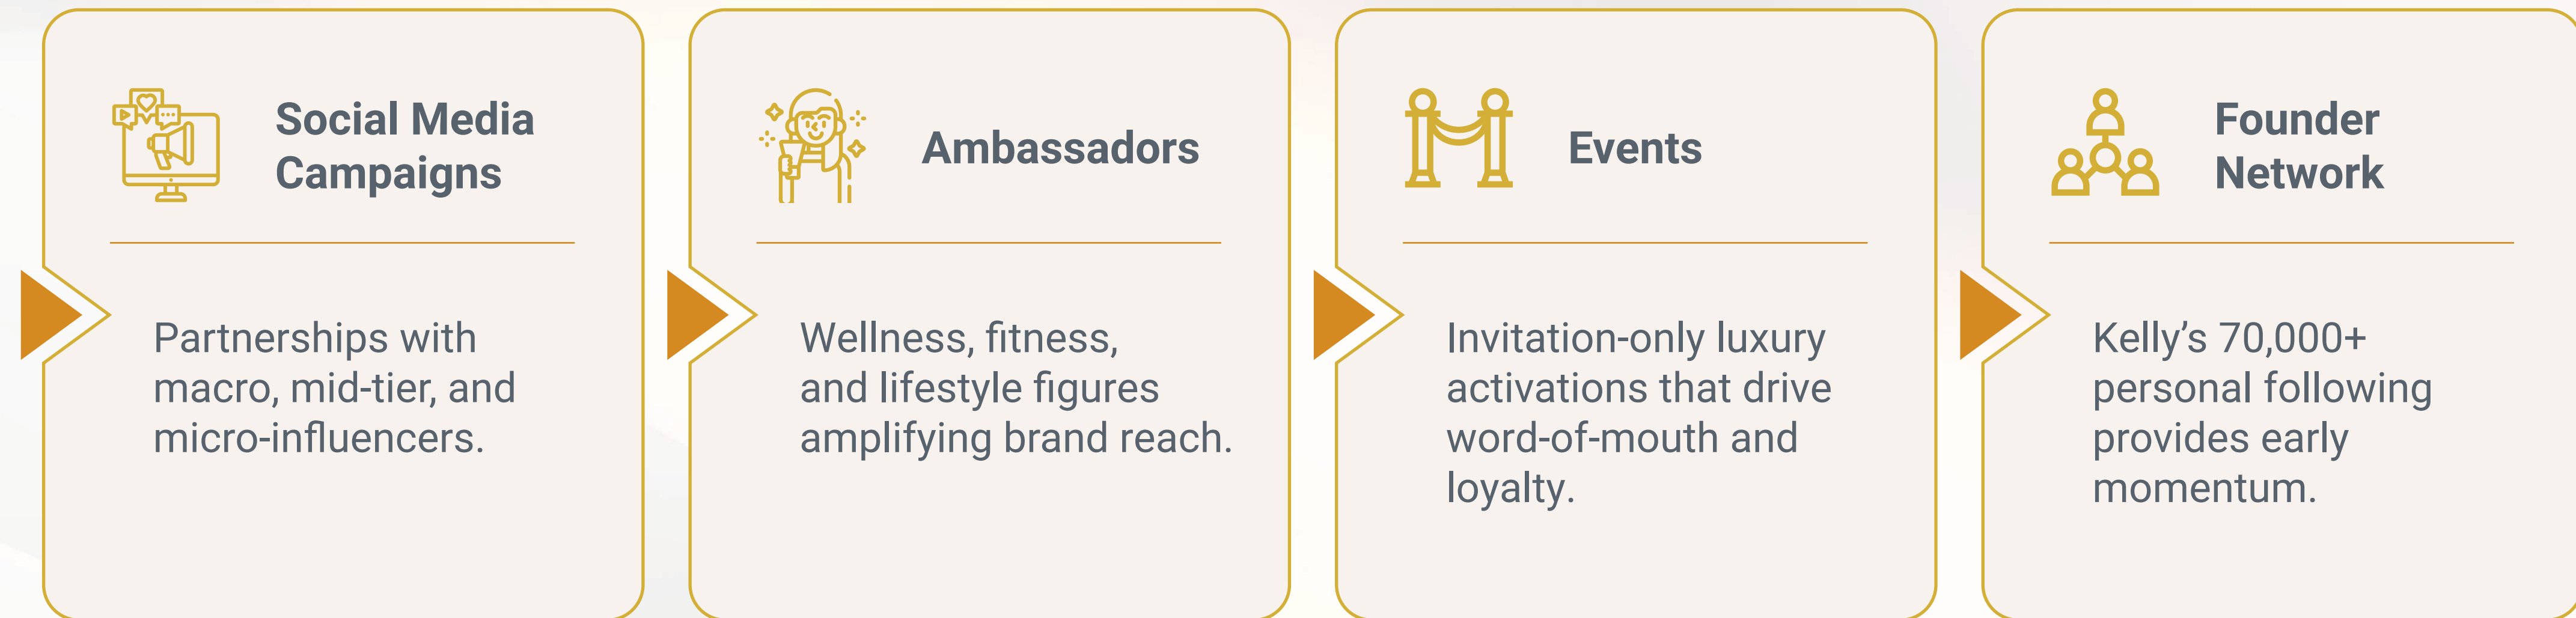 Social Media
Campaigns
Partnerships with
macro, mid-tier, and
micro-influencers.
Ambassadors
Wellness, fitness,
and lifestyle figures
amplifying brand reach.
Events
Invitation-only luxury
activations that drive
word-of-mouth and
loyalty.
Founder
Network
Kelly’s 70,000+
personal following
provides early
momentum.